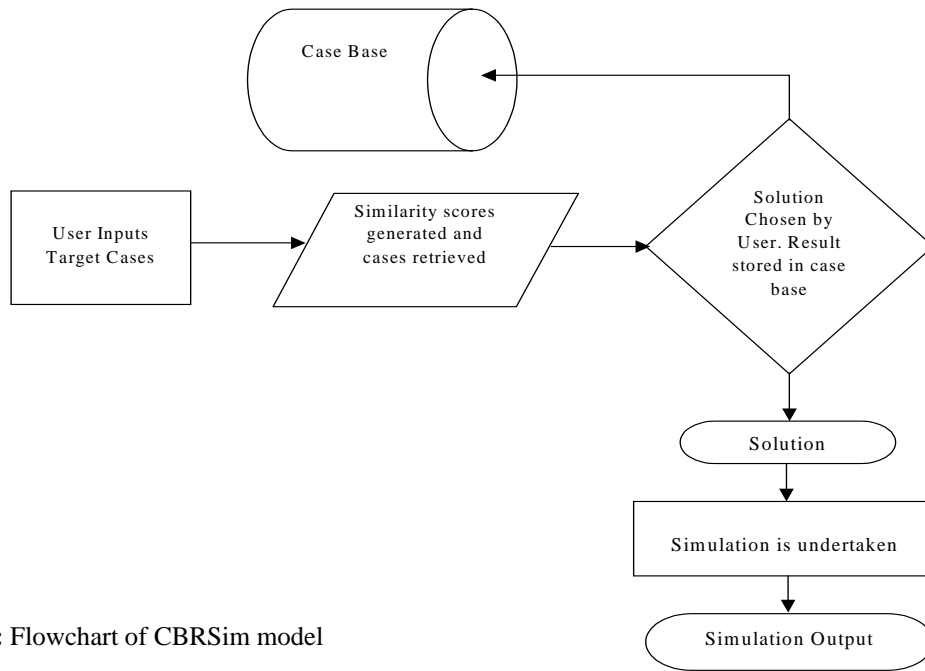 Case Base
User Inputs
Target Cases
Similarity scores
generated and
cases retrieved
Solution
Chosen by
User. Result
stored in case
base
Solution
Simulation is undertaken
Simulation Output
: Flowchart of CBRSim model